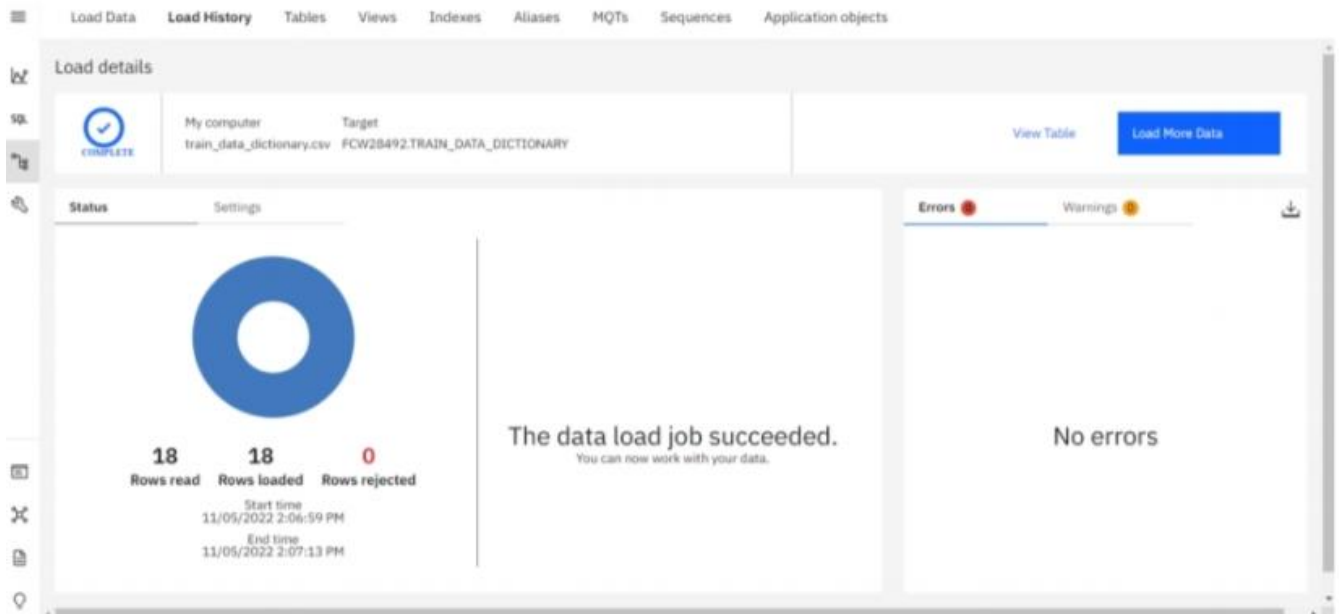 Load Data Load History Tables Views Indexes Aliases MQTs Sequences Application objects
Load details
SQL
COMPLETE
My computer Target
train_data_dictionary.csv FCW28492.TRAIN_DATA_DICTIONARY
View Table Load More Data
Status Settings
Errors 0 Warnings 0
18 18 0
Rows read Rows loaded Rows rejected
Start time
11/05/2022 2:06:59 PM
End time
11/05/2022 2:07:13 PM
The data load job succeeded.
You can now work with your data.
No errors